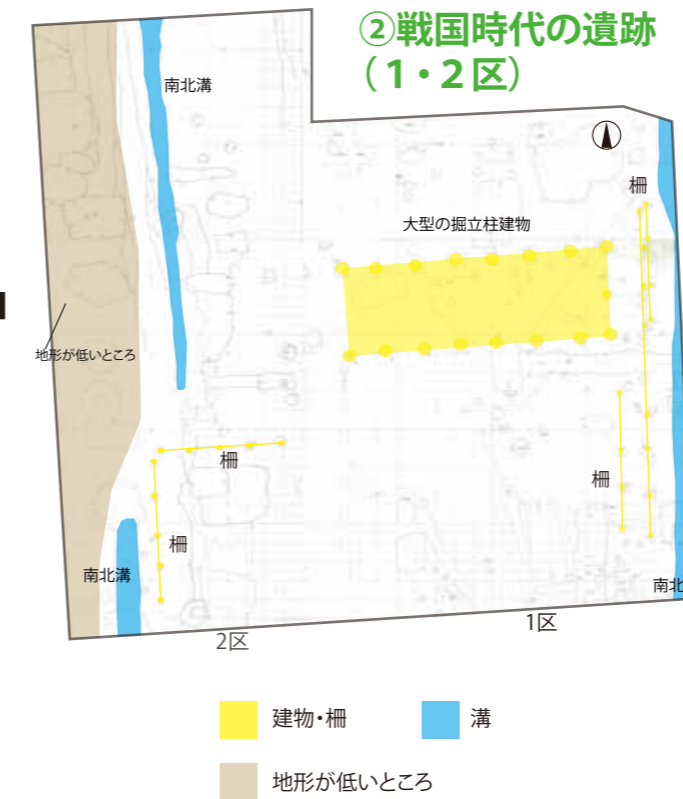 ②戦国時代の遺跡
（1・2区）
南北溝
柵
大型の掘立柱建物
地形が低いところ
柵
柵
柵
南北溝
南北
2区
1区
建物・柵
溝
地形が低いところ